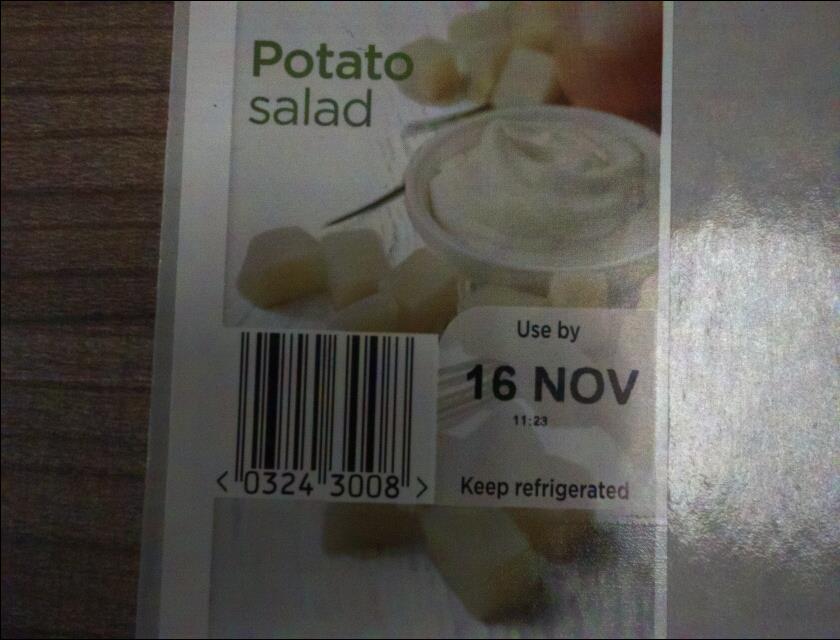 Potato
salad
Use by
16 NOV
11:23
Keep refrigerated
< 0324 3008 >